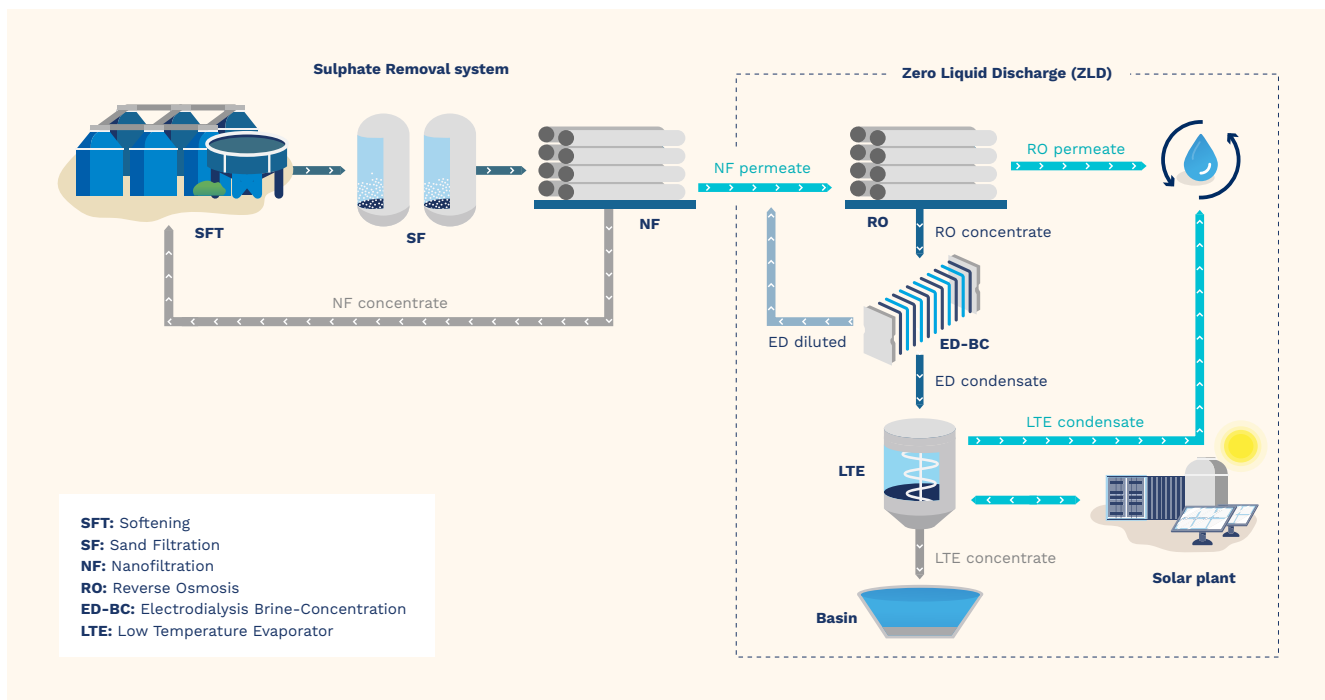 Sulphate Removal system
Zero Liquid Discharge (ZLD)
RO permeate
NF permeate
SFT
SF
NF
RO
RO concentrate
NF concentrate
ED diluted
ED-BC
ED condensate
LTE condensate
LTE
SFT: Softening
SF: Sand Filtration
NF: Nanofiltration
RO: Reverse Osmosis
ED-BC: Electrodialysis Brine-Concentration
LTE: Low Temperature Evaporator
LTE concentrate
Solar plant
Basin